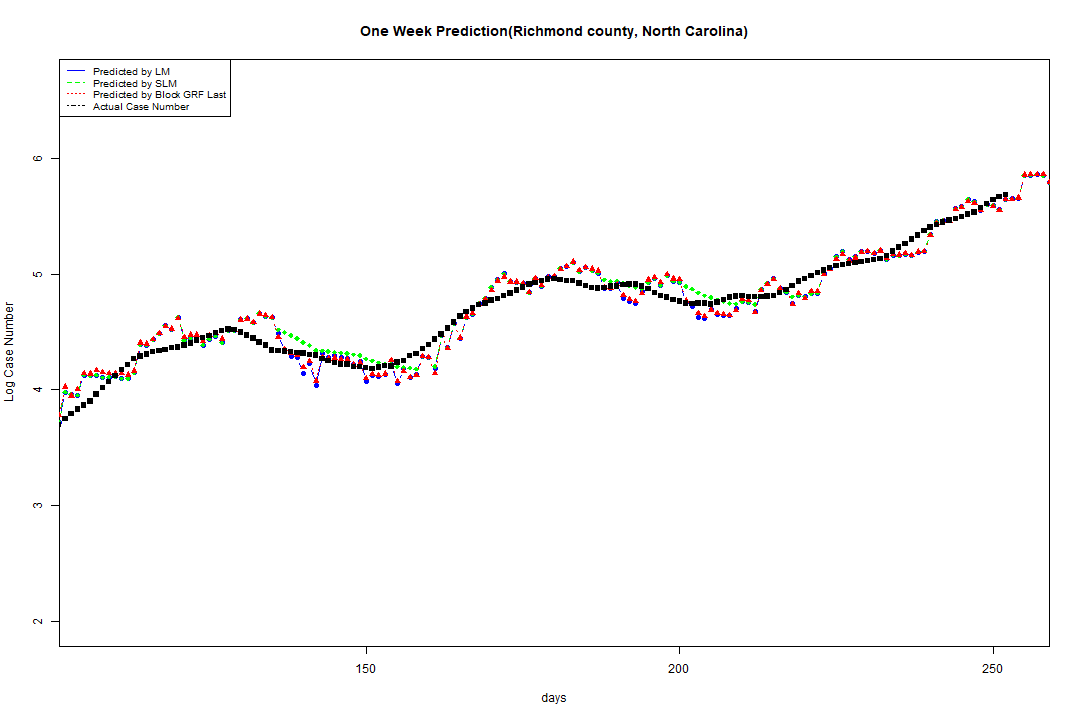 One Week Prediction(Richmond county, North Carolina)
Predicted by LM
Predicted by SLM
Predicted by Block GRF Last
Actual Case Number
6
5
4
3
2
Log Case Number
150
200
250
days